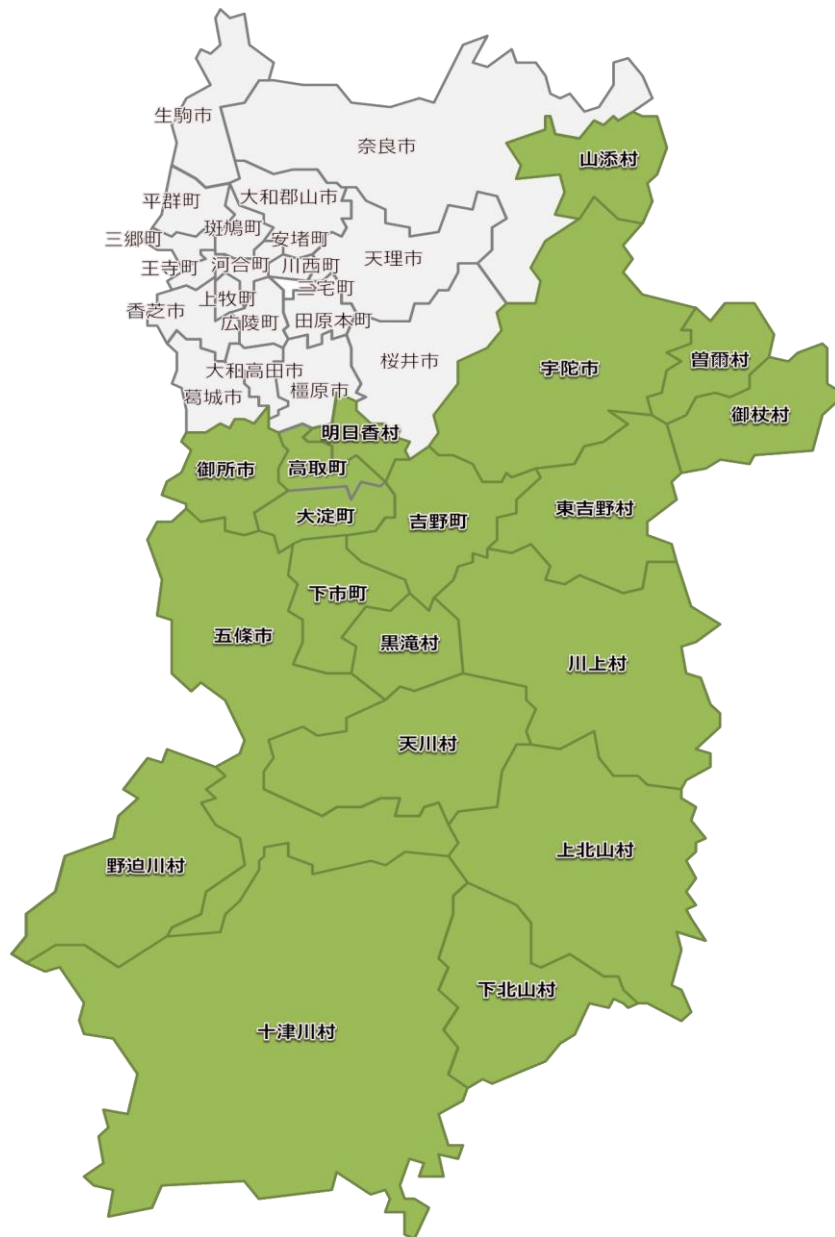 生駒市
奈良市
山添村
平群町
大和郡山市
斑鳩町
三郷町
安堵町
天理市
王寺町
河合町
川西町
三宅町
上牧町
香芝市
広陵町
田原本町
桜井市
宇陀市
曽爾村
大和高田市
葛城市
橿原市
御杖村
明日香村
御所市
高取町
大淀町
吉野町
東吉野村
下市町
五條市
黒滝村
川上村
天川村
野迫川村
上北山村
下北山村
十津川村